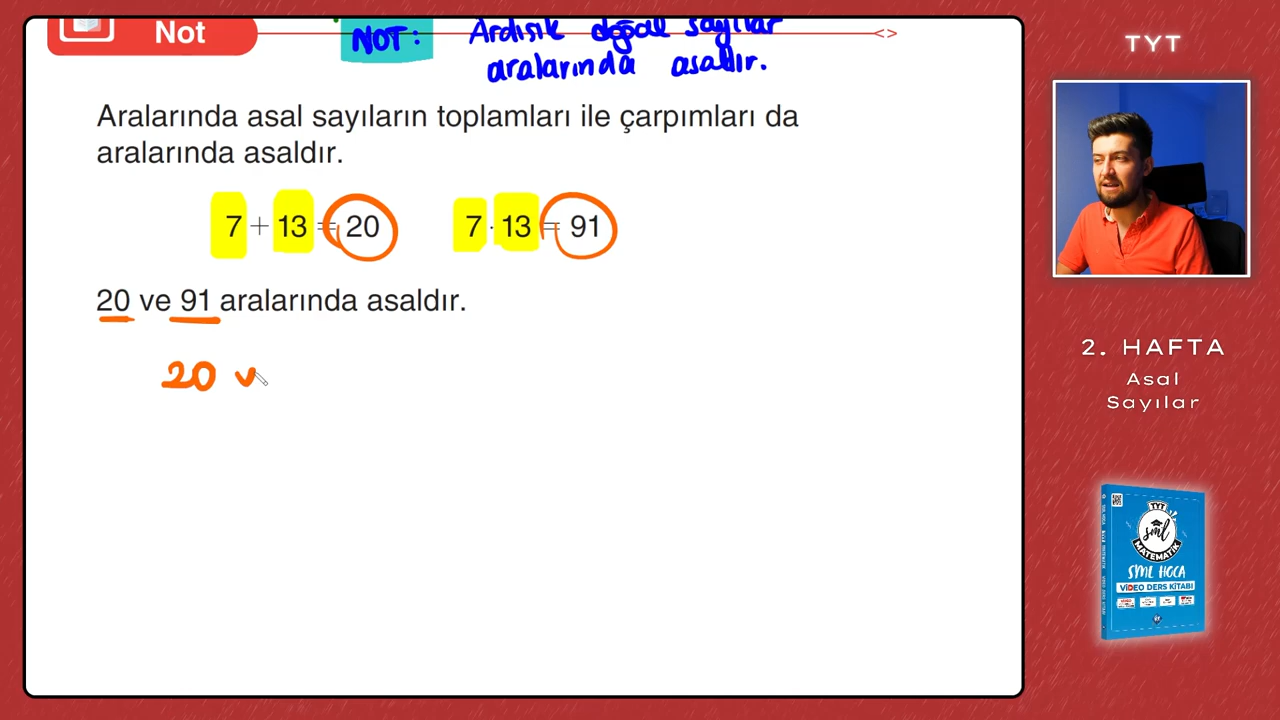 Not
NOT: Ardışık doğal sayılar
aralarında asaldır.
<>
Aralarında asal sayıların toplamları ile çarpımları da
aralarında asaldır.
7 + 13 = 20 7 · 13 = 91
20 ve 91 aralarında asaldır.
20 v
TYT
2. HAFTA
Asal
Sayılar
TYT
sml
MATEMATİK
SML HOCA
VİDEO DERS KİTABI